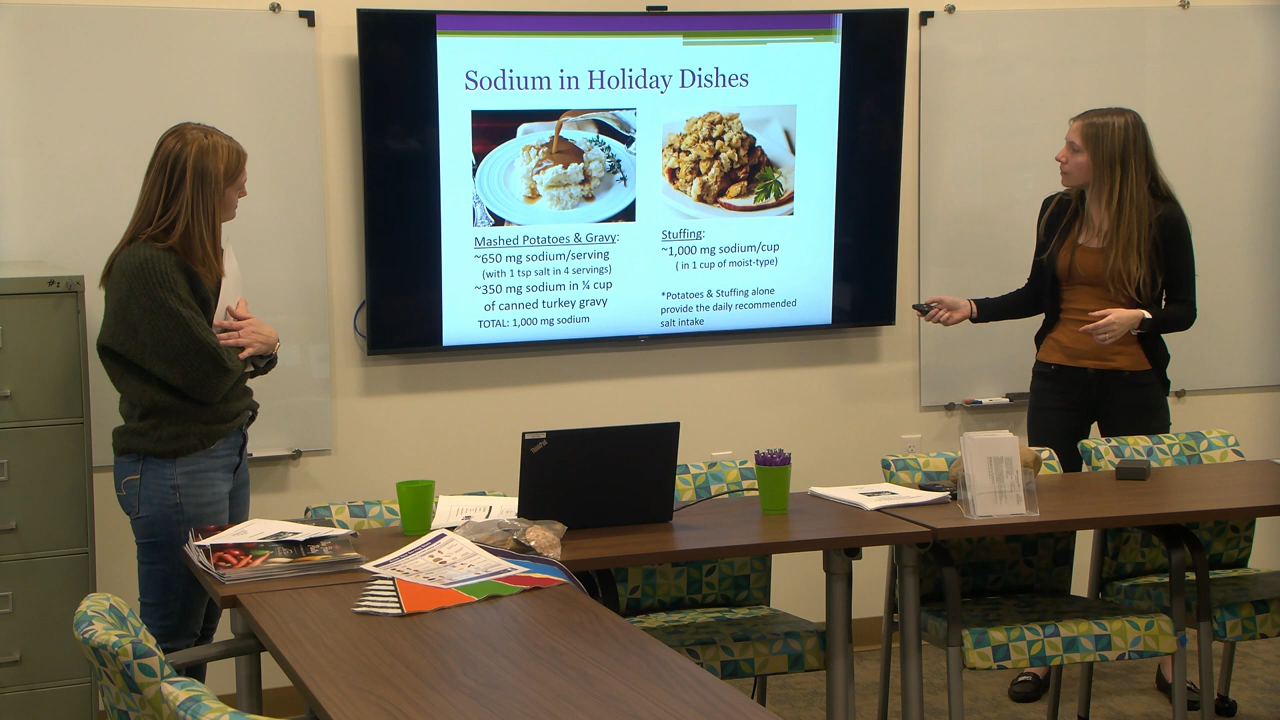 Sodium in Holiday Dishes
Mashed Potatoes & Gravy:
~650 mg sodium/serving
(with 1 tsp salt in 4 servings)
~350 mg sodium in ¼ cup
of canned turkey gravy
TOTAL: 1,000 mg sodium
Stuffing:
~1,000 mg sodium/cup
( in 1 cup of moist-type)
*Potatoes & Stuffing alone
provide the daily recommended
salt intake
ThinkPad